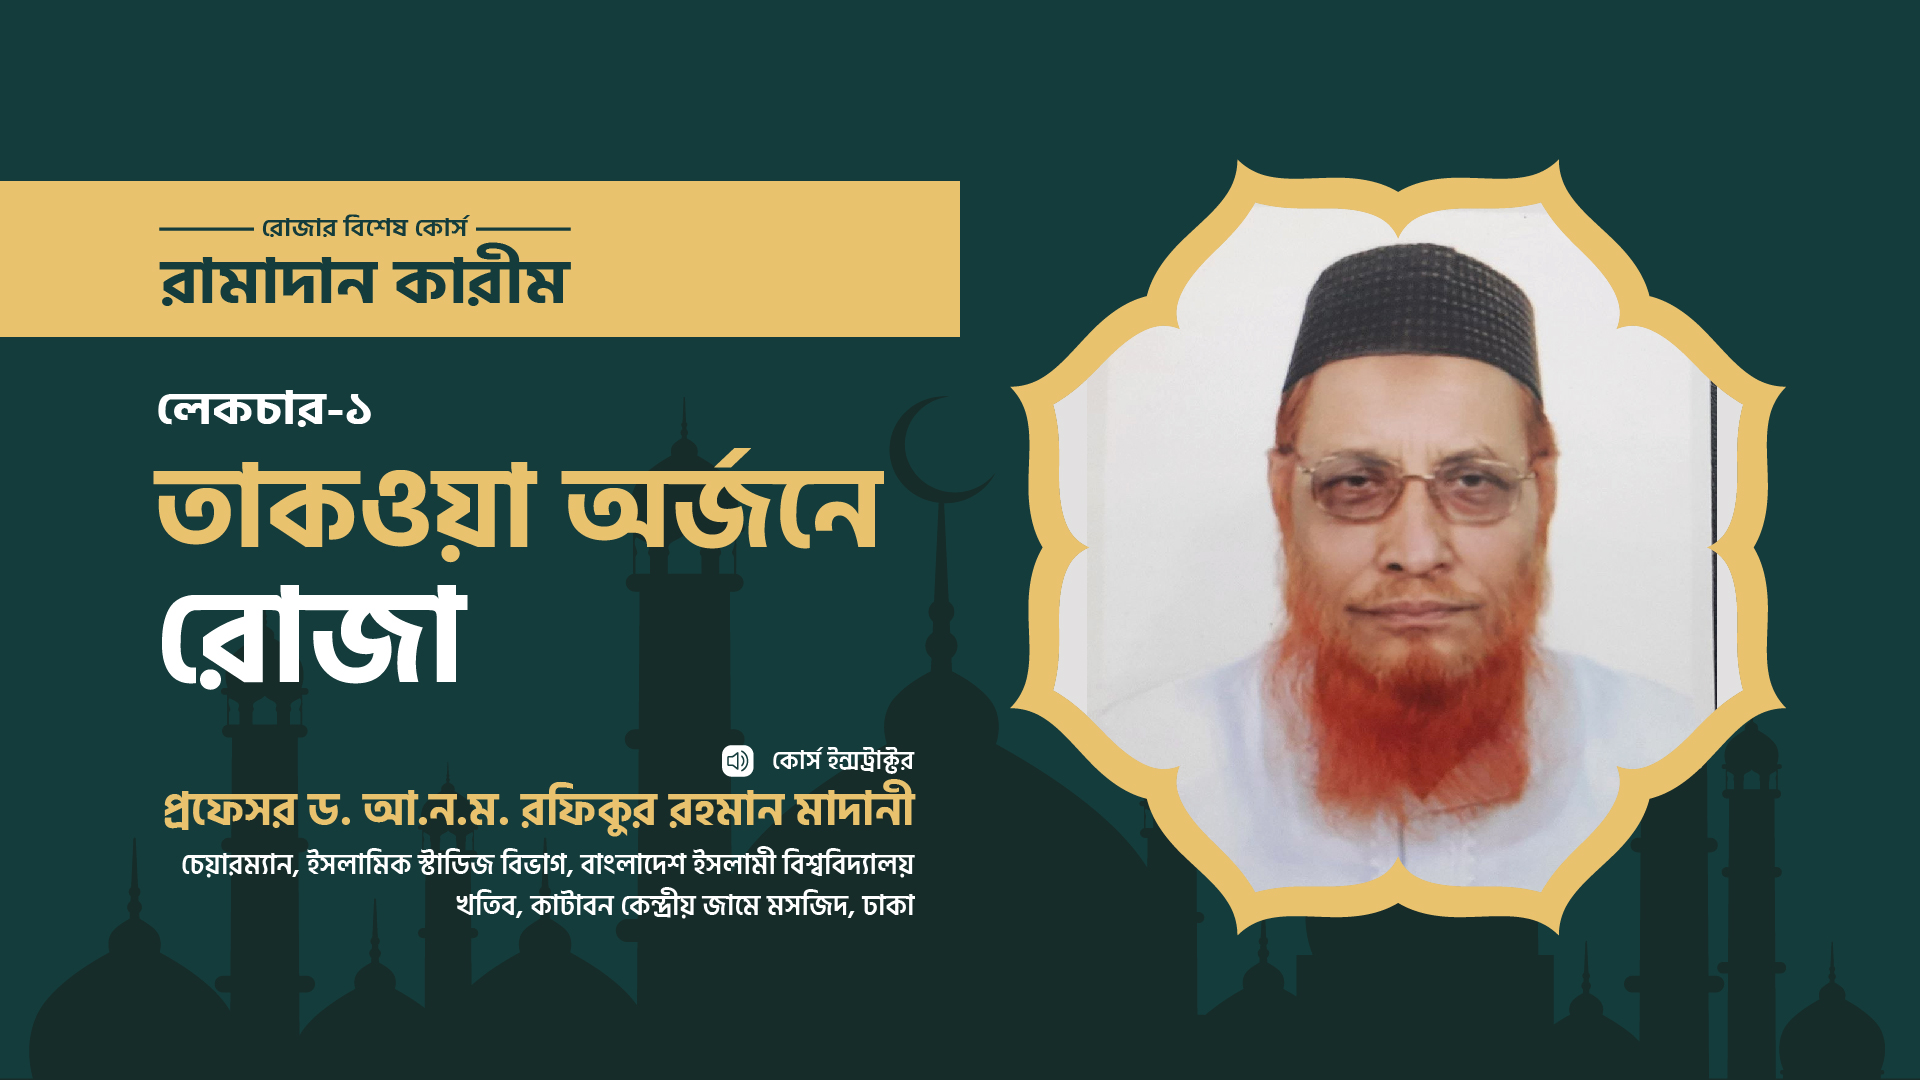 রোজার বিশেষ কোর্স
রামাদান কারীম
লেকচার-১
তাকওয়া অর্জনে
রোজা
কোর্স ইন্সট্রাক্টর
প্রফেসর ড. আ.ন.ম. রফিকুর রহমান মাদানী
চেয়ারম্যান, ইসলামিক স্টাডিজ বিভাগ, বাংলাদেশ ইসলামী বিশ্ববিদ্যালয়
খতিব, কাটাবন কেন্দ্রীয় জামে মসজিদ, ঢাকা